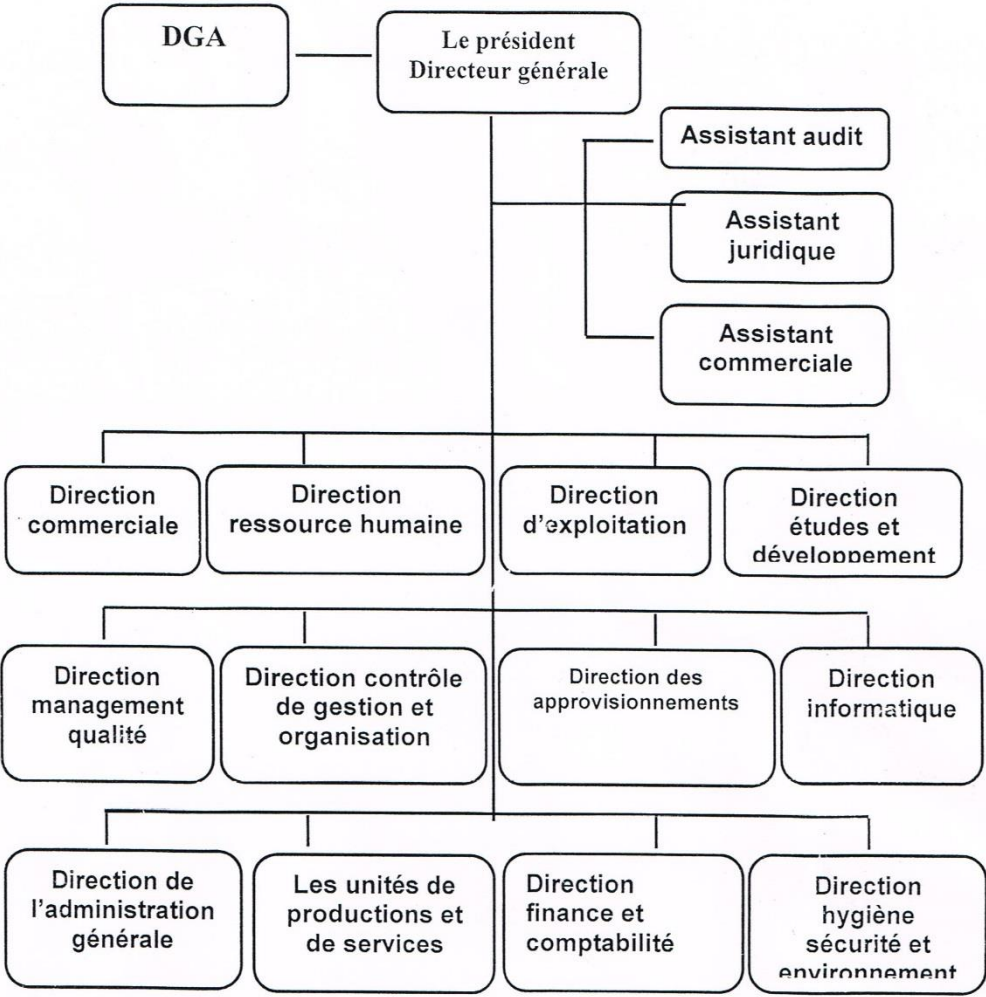 DGA
Le président
Directeur générale
Assistant audit
Assistant
juridique
Assistant
commerciale
Direction
commerciale
Direction
ressource humaine
Direction
d'exploitation
Direction
études et
développement
Direction
management
qualité
Direction contrôle
de gestion et
organisation
Direction des
approvisionnements
Direction
informatique
Direction de
l'administration
générale
Les unités de
productions et
de services
Direction
finance et
comptabilité
Direction
hygiène
sécurité et
environnement